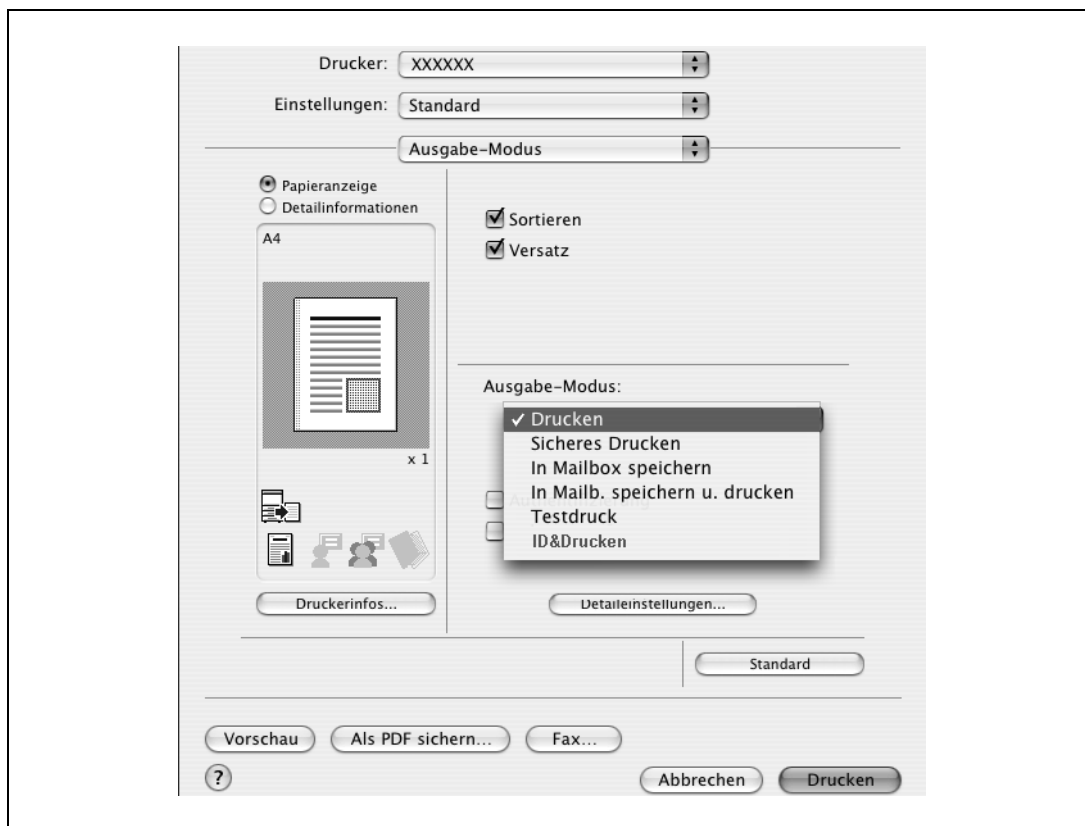 Drucker: XXXXXX
Einstellungen: Standard
Ausgabe-Modus
Papieranzeige
Detailinformationen
A4
x 1
Druckerinfos...
Sortieren
Versatz
Ausgabe-Modus:
✓ Drucken
Sicheres Drucken
In Mailbox speichern
In Mailb. speichern u. drucken
Testdruck
ID&Drucken
Detaileinstellungen...
Standard
Vorschau Als PDF sichern... Fax...
? Abbrechen Drucken